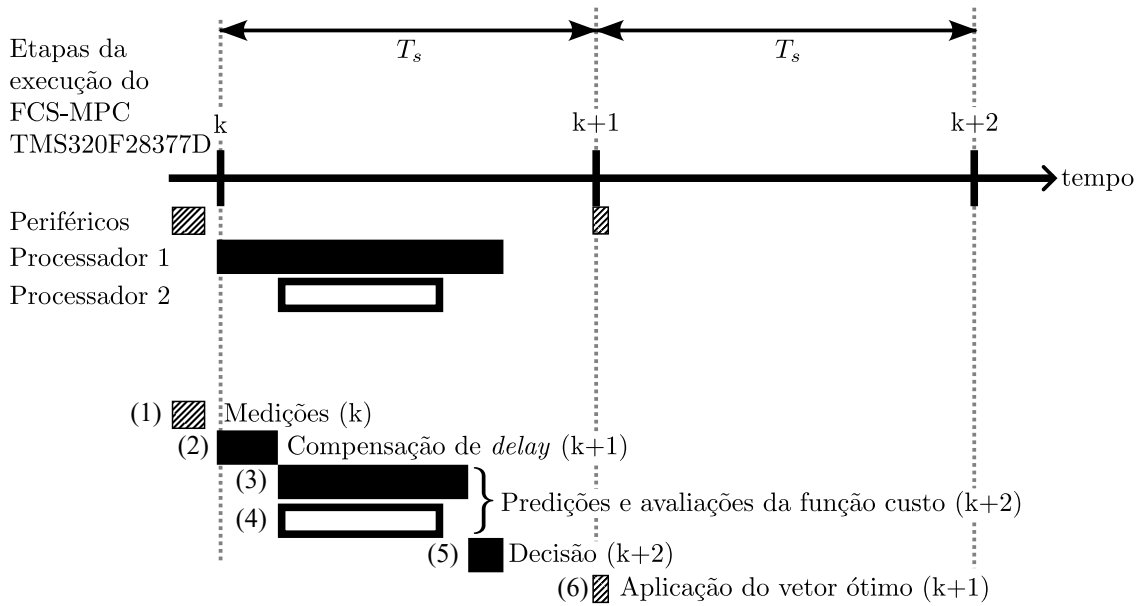 Etapas da
execução do
FCS-MPC
TMS320F28377D
T_s
T_s
k
k+1
k+2
tempo
Periféricos
Processador 1
Processador 2
(1) Medições (k)
(2) Compensação de delay (k+1)
(3)
Predições e avaliações da função custo (k+2)
(4)
(5) Decisão (k+2)
(6) Aplicação do vetor ótimo (k+1)